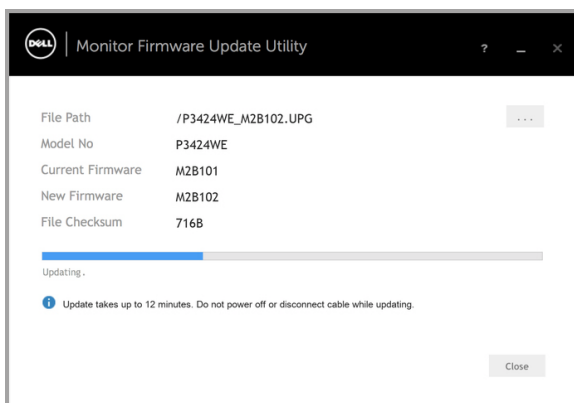 DELL Monitor Firmware Update Utility ? _ ×
File Path /P3424WE_M2B102.UPG ...
Model No P3424WE
Current Firmware M2B101
New Firmware M2B102
File Checksum 716B
Updating.
i Update takes up to 12 minutes. Do not power off or disconnect cable while updating.
Close